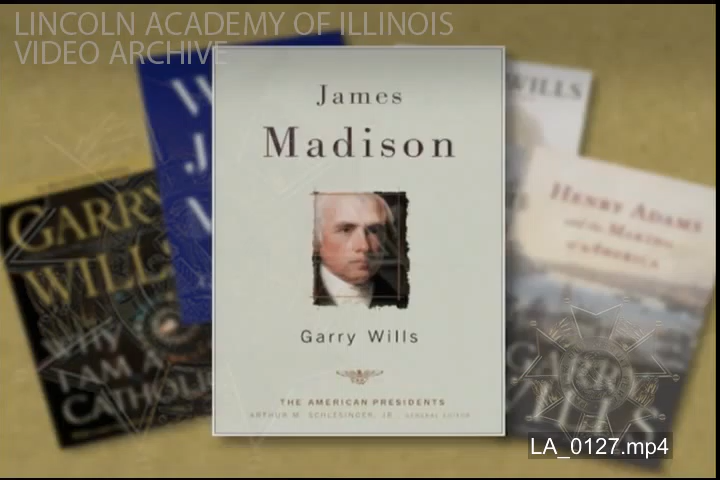 LINCOLN ACADEMY OF ILLINOIS
VIDEO ARCHIVE
James
Madison
Garry Wills
THE AMERICAN PRESIDENTS
ARTHUR M. SCHLESINGER, JR., GENERAL EDITOR
GARRY
WILLS
WHY
I AM A
CATHOLIC
W
J
W
WILLS
HENRY ADAMS
and the MAKING
of AMERICA
GARRY
WILLS
LA_0127.mp4